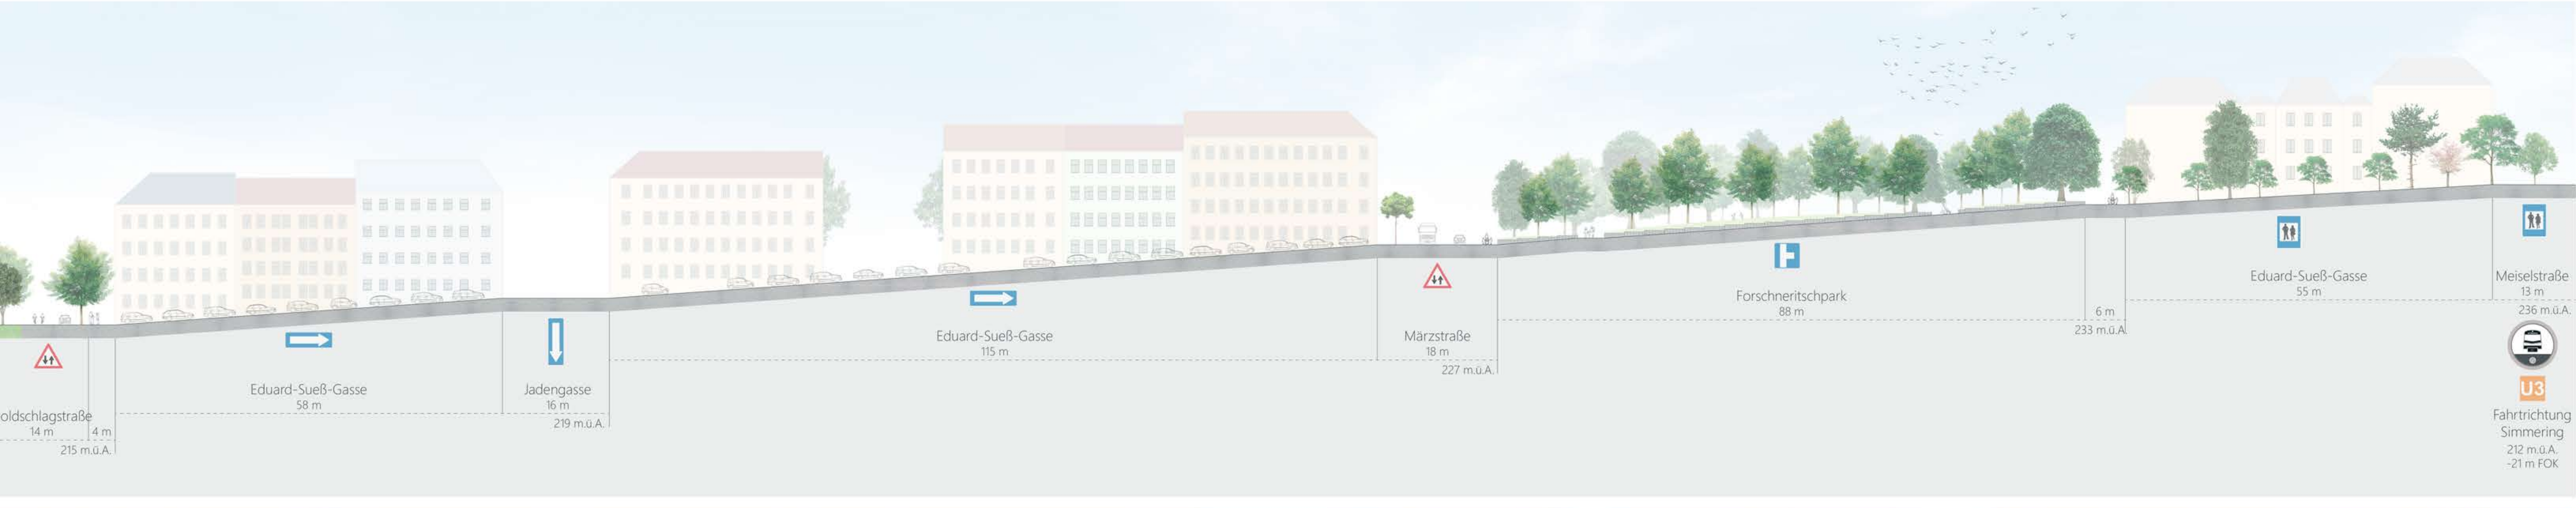 oldschlagstraße
14 m
4 m
215 m.ü.A.
Eduard-Sueß-Gasse
58 m
Jadengasse
16 m
219 m.ü.A.
Eduard-Sueß-Gasse
115 m
Märzstraße
18 m
227 m.ü.A.
Forschneritschpark
88 m
6 m
233 m.ü.A.
Eduard-Sueß-Gasse
55 m
Meiselstraße
13 m
236 m.ü.A.
U3
Fahrtrichtung
Simmering
212 m.ü.A.
-21 m FOK